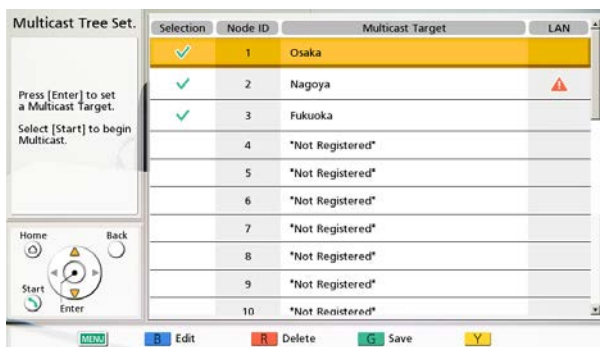 Multicast Tree Set.
Press [Enter] to set
a Multicast Target.
Select [Start] to begin
Multicast.
Home
Back
Start
Enter
Selection Node ID Multicast Target LAN
1 Osaka
2 Nagoya
3 Fukuoka
4 *Not Registered*
5 *Not Registered*
6 *Not Registered*
7 *Not Registered*
8 *Not Registered*
9 *Not Registered*
10 *Not Registered*
MENU B Edit R Delete G Save Y